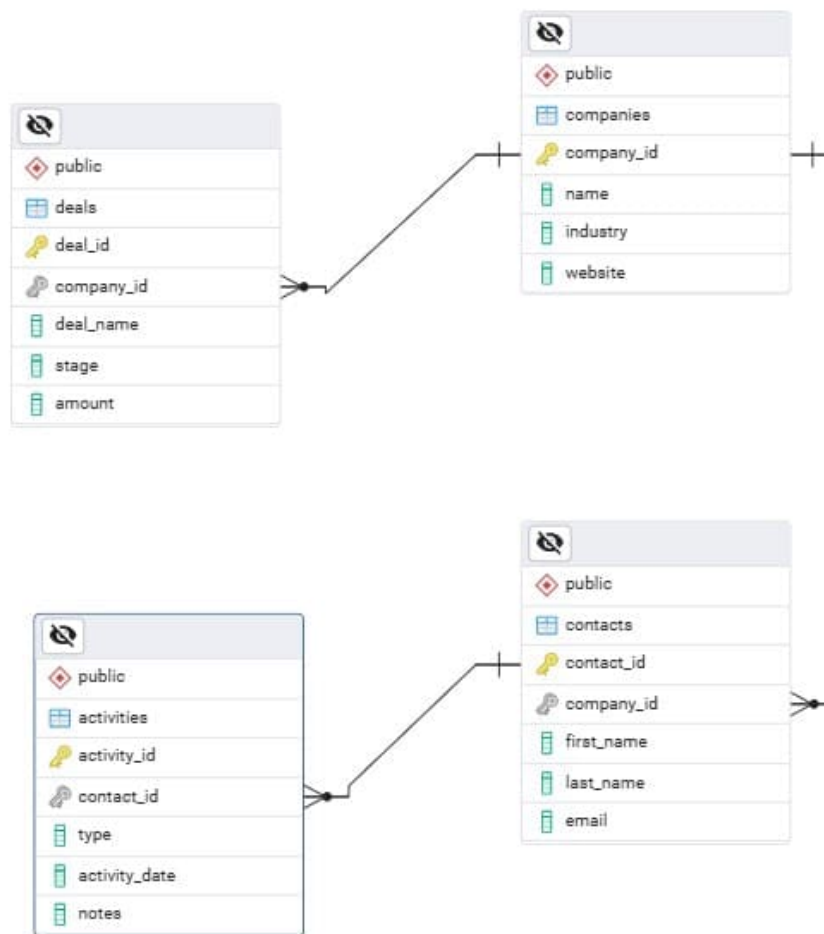 public
deals
deal_id
company_id
deal_name
stage
amount
public
companies
company_id
name
industry
website
public
activities
activity_id
contact_id
type
activity_date
notes
public
contacts
contact_id
company_id
first_name
last_name
email